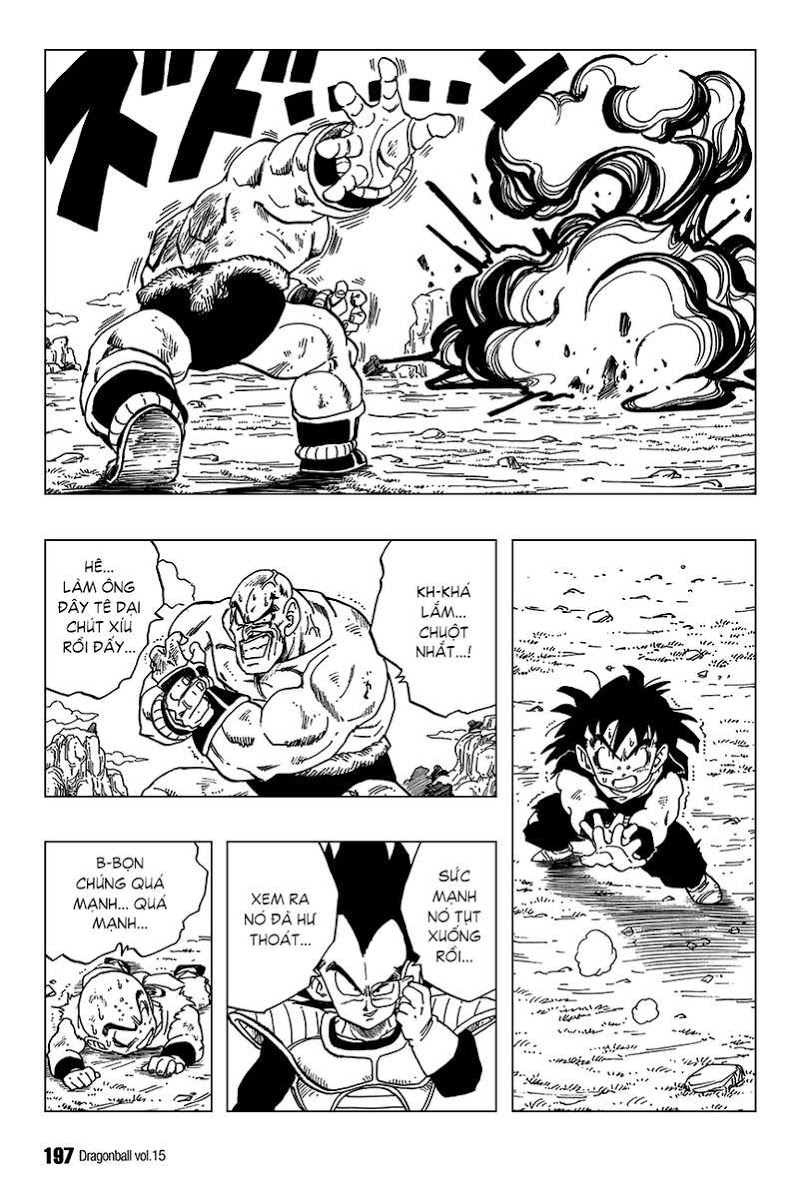 ズドド……ン
KH-KHÁ
LẮM...
CHUỘT
NHẮT...!
HÊ...
LÀM ÔNG
ĐÂY TÊ DẠI
CHÚT XÍU
RỒI ĐẤY...
SỨC
MẠNH
NÓ TỤT
XUỐNG
RỒI...
XEM RA
NÓ ĐÃ HƯ
THOÁT...
B-BỌN
CHÚNG QUÁ
MẠNH... QUÁ
MẠNH...
197 Dragonball vol.15